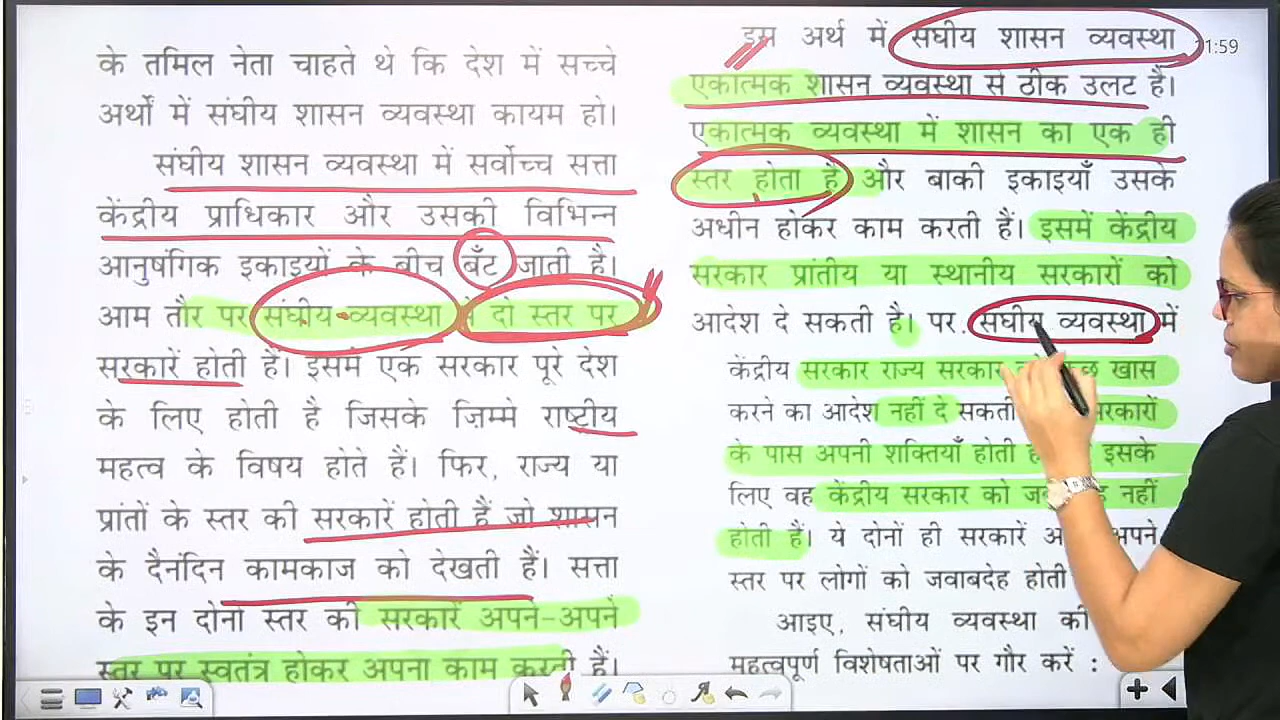 के तमिल नेता चाहते थे कि देश में सच्चे
अर्थों में संघीय शासन व्यवस्था कायम हो।
संघीय शासन व्यवस्था में सर्वोच्च सत्ता
केंद्रीय प्राधिकार और उसकी विभिन्न
आनुषंगिक इकाइयों के बीच बँट जाती है।
आम तौर पर संघीय व्यवस्था दो स्तर पर
सरकारें होती हैं। इसमें एक सरकार पूरे देश
के लिए होती है जिसके ज़िम्मे राष्ट्रीय
महत्व के विषय होते हैं। फिर, राज्य या
प्रांतों के स्तर की सरकारें होती हैं जो शासन
के दैनंदिन कामकाज को देखती हैं। सत्ता
के इन दोनों स्तर की सरकारें अपने-अपने
स्तर पर स्वतंत्र होकर अपना काम करती हैं।
इस अर्थ में संघीय शासन व्यवस्था
एकात्मक शासन व्यवस्था से ठीक उलट है।
एकात्मक व्यवस्था में शासन का एक ही
स्तर होता है और बाकी इकाइयाँ उसके
अधीन होकर काम करती हैं। इसमें केंद्रीय
सरकार प्रांतीय या स्थानीय सरकारों को
आदेश दे सकती है। पर, संघीय व्यवस्था में
केंद्रीय सरकार राज्य सरकार खास
करने का आदेश नहीं दे सकती सरकारों
के पास अपनी शक्तियाँ होती इसके
लिए वह केंद्रीय सरकार को नहीं
होती हैं। ये दोनों ही सरकारें अपने
स्तर पर लोगों को जवाबदेह होती
आइए, संघीय व्यवस्था की
महत्वपूर्ण विशेषताओं पर गौर करें :
:59